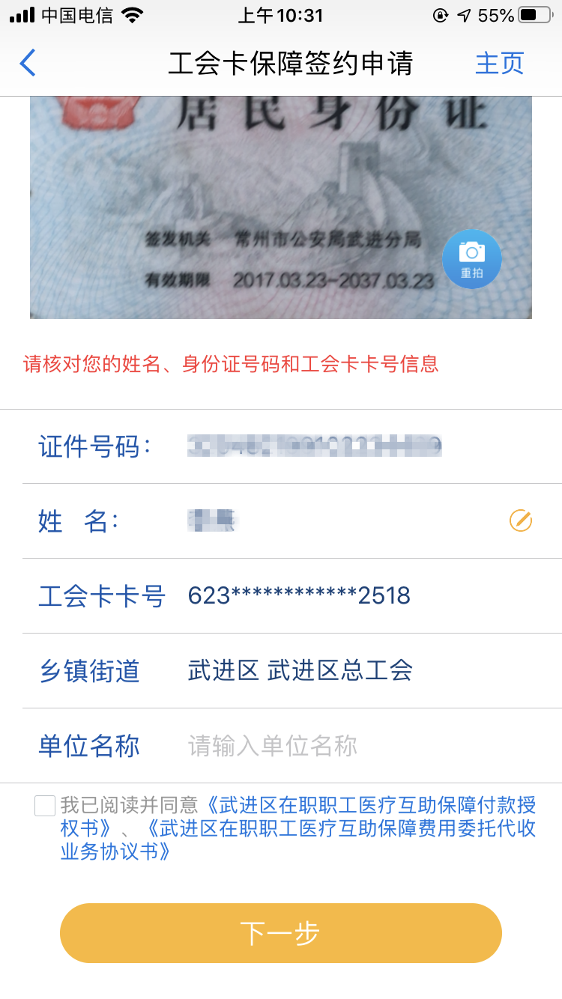 中国电信 上午10:31 55%
工会卡保障签约申请 主页
居民身份证
签发机关 常州市公安局武进分局
有效期限 2017.03.23-2037.03.23
重拍
请核对您的姓名、身份证号码和工会卡卡号信息
证件号码：
姓 名：
工会卡卡号 623************2518
乡镇街道 武进区 武进区总工会
单位名称 请输入单位名称
我已阅读并同意《武进区在职职工医疗互助保障付款授
权书》、《武进区在职职工医疗互助保障费用委托代收
业务协议书》
下一步